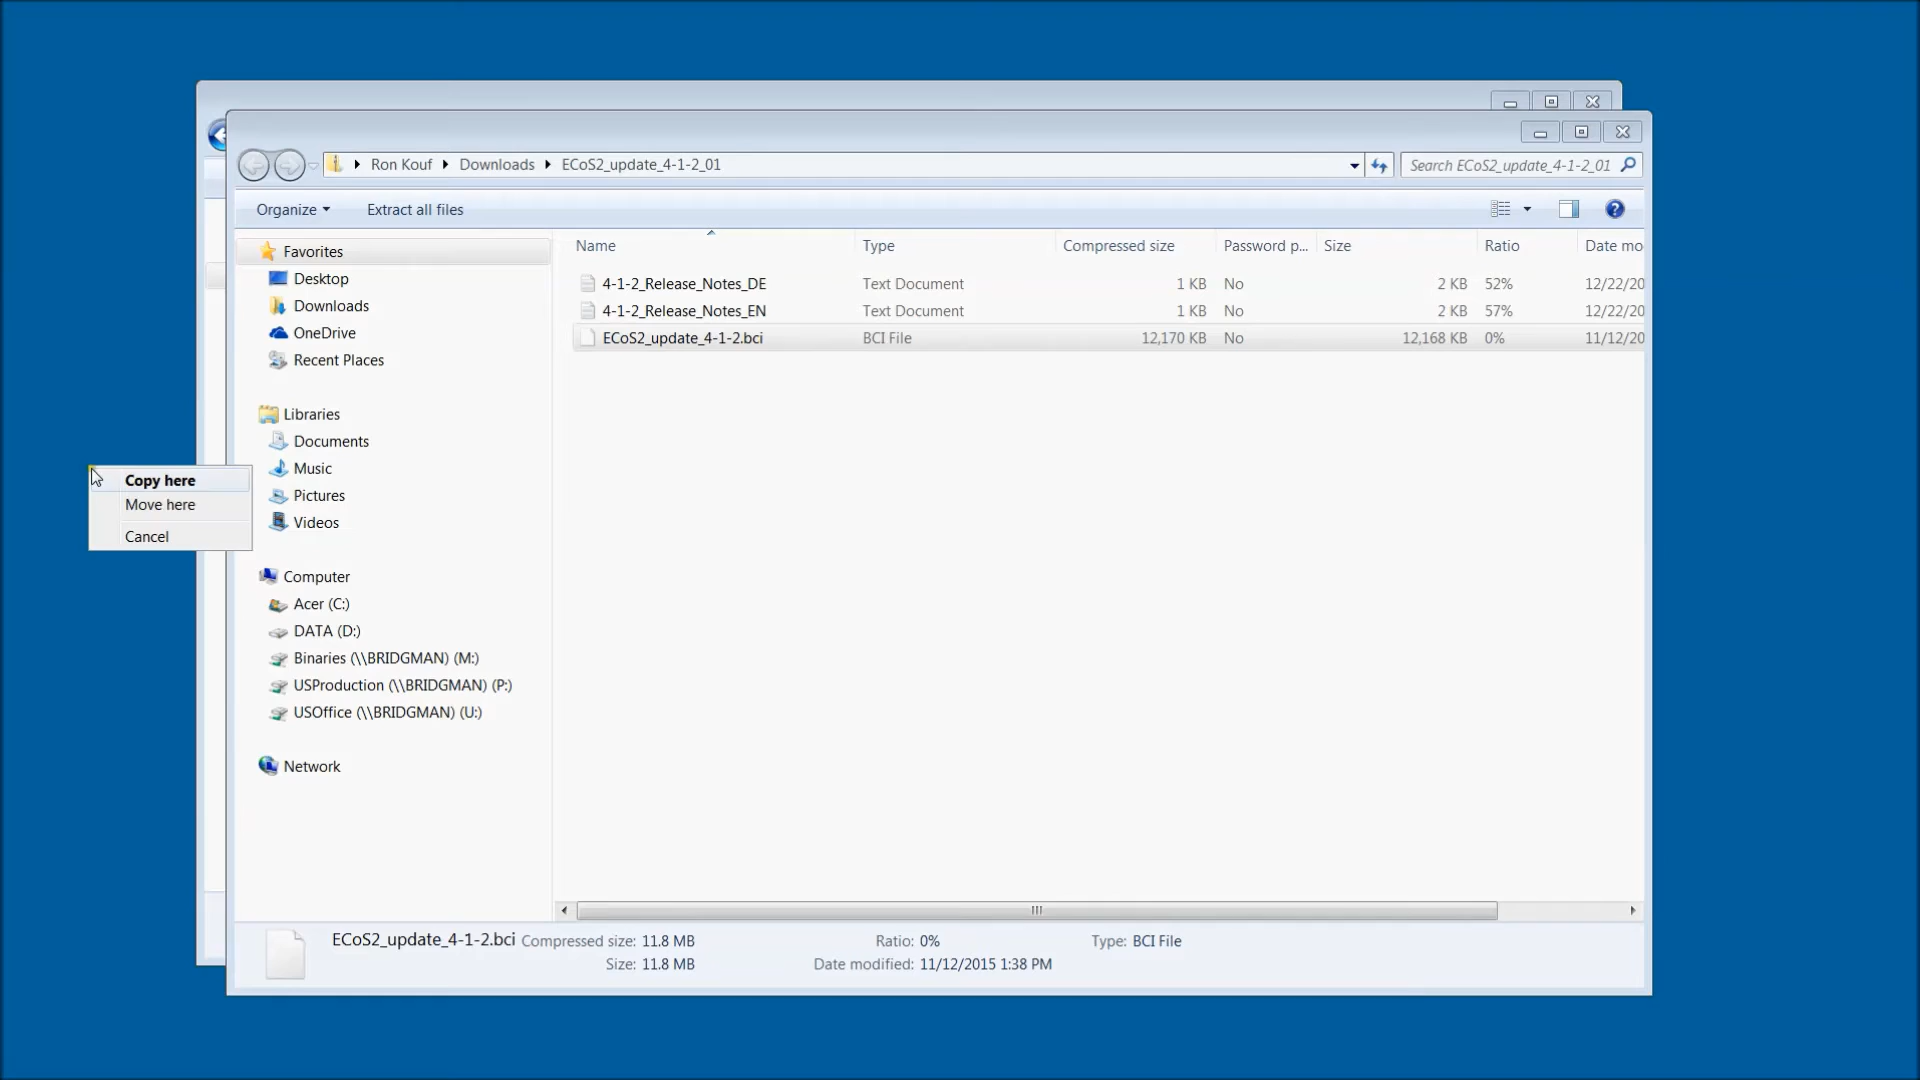 Ron Kouf Downloads ECoS2_update_4-1-2_01
Search ECoS2_update_4-1-2_01
Organize Extract all files
Favorites
Desktop
Downloads
OneDrive
Recent Places
Libraries
Documents
Music
Pictures
Videos
Computer
Acer (C:)
DATA (D:)
Binaries (\\BRIDGMAN) (M:)
USProduction (\\BRIDGMAN) (P:)
USOffice (\\BRIDGMAN) (U:)
Network
Name Type Compressed size Password p... Size Ratio Date mo
4-1-2_Release_Notes_DE Text Document 1 KB No 2 KB 52% 12/22/20
4-1-2_Release_Notes_EN Text Document 1 KB No 2 KB 57% 12/22/20
ECoS2_update_4-1-2.bci BCI File 12,170 KB No 12,168 KB 0% 11/12/20
Copy here
Move here
Cancel
ECoS2_update_4-1-2.bci Compressed size: 11.8 MB Ratio: 0% Type: BCI File
Size: 11.8 MB Date modified: 11/12/2015 1:38 PM